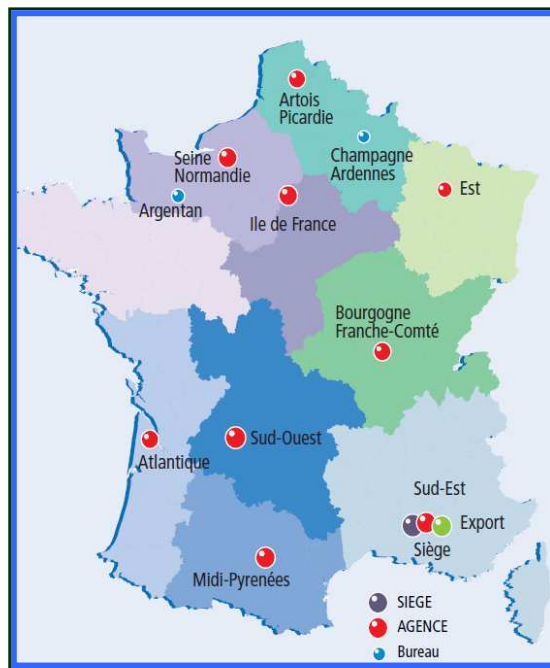 Artois
Picardie
Seine
Normandie
Champagne
Ardennes
Argentan
Ile de France
Est
Bourgogne
Franche-Comté
Sud-Ouest
Atlantique
Sud-Est
Export
Siège
Midi-Pyrenées
SIEGE
AGENCE
Bureau